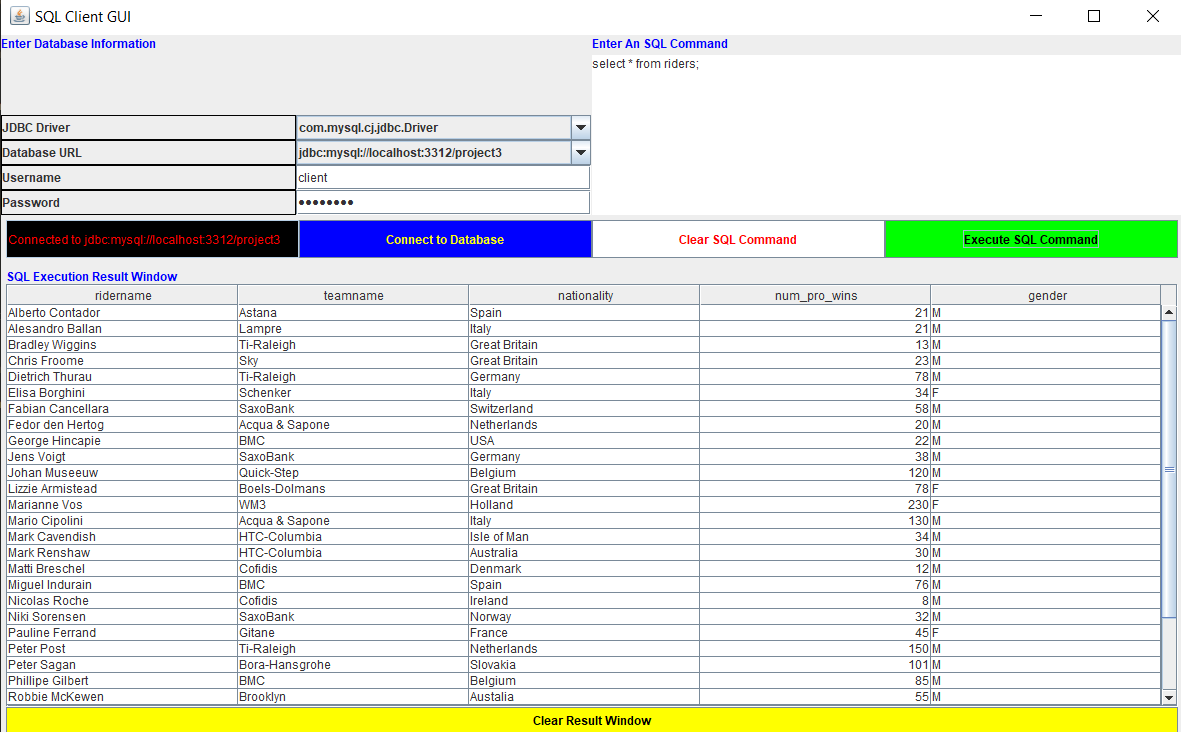 SQL Client GUI
Enter Database Information
Enter An SQL Command
select * from riders;
JDBC Driver com.mysql.cj.jdbc.Driver
Database URL jdbc:mysql://localhost:3312/project3
Username client
Password ••••••••
Connected to jdbc:mysql://localhost:3312/project3 Connect to Database Clear SQL Command Execute SQL Command
SQL Execution Result Window
ridername teamname nationality num_pro_wins gender
Alberto Contador Astana Spain 21 M
Alesandro Ballan Lampre Italy 21 M
Bradley Wiggins Ti-Raleigh Great Britain 13 M
Chris Froome Sky Great Britain 23 M
Dietrich Thurau Ti-Raleigh Germany 78 M
Elisa Borghini Schenker Italy 34 F
Fabian Cancellara SaxoBank Switzerland 58 M
Fedor den Hertog Acqua & Sapone Netherlands 20 M
George Hincapie BMC USA 22 M
Jens Voigt SaxoBank Germany 38 M
Johan Museeuw Quick-Step Belgium 120 M
Lizzie Armistead Boels-Dolmans Great Britain 78 F
Marianne Vos WM3 Holland 230 F
Mario Cipolini Acqua & Sapone Italy 130 M
Mark Cavendish HTC-Columbia Isle of Man 34 M
Mark Renshaw HTC-Columbia Australia 30 M
Matti Breschel Cofidis Denmark 12 M
Miguel Indurain BMC Spain 76 M
Nicolas Roche Cofidis Ireland 8 M
Niki Sorensen SaxoBank Norway 32 M
Pauline Ferrand Gitane France 45 F
Peter Post Ti-Raleigh Netherlands 150 M
Peter Sagan Bora-Hansgrohe Slovakia 101 M
Phillipe Gilbert BMC Belgium 85 M
Robbie McKewen Brooklyn Austalia 55 M
Clear Result Window